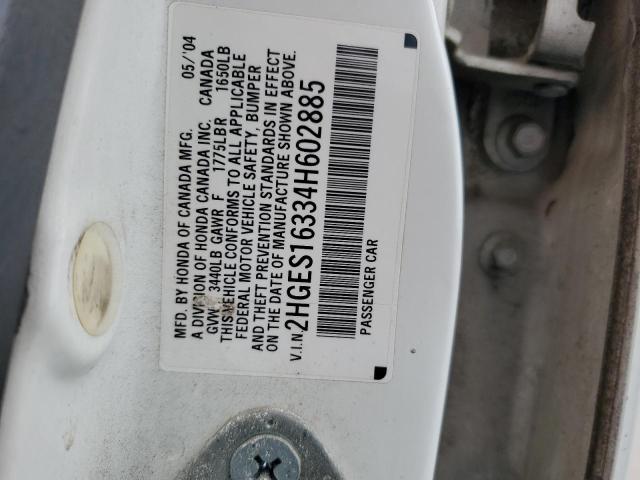 MFD. BY HONDA OF CANADA MFG. 05/'04
A DIVISION OF HONDA CANADA INC. CANADA
GVWR 3440LB GAWR F 1775LBR 1650LB
THIS VEHICLE CONFORMS TO ALL APPLICABLE
FEDERAL MOTOR VEHICLE SAFETY, BUMPER
AND THEFT PREVENTION STANDARDS IN EFFECT
ON THE DATE OF MANUFACTURE SHOWN ABOVE.
V.I.N. 2HGES16334H602885
PASSENGER CAR